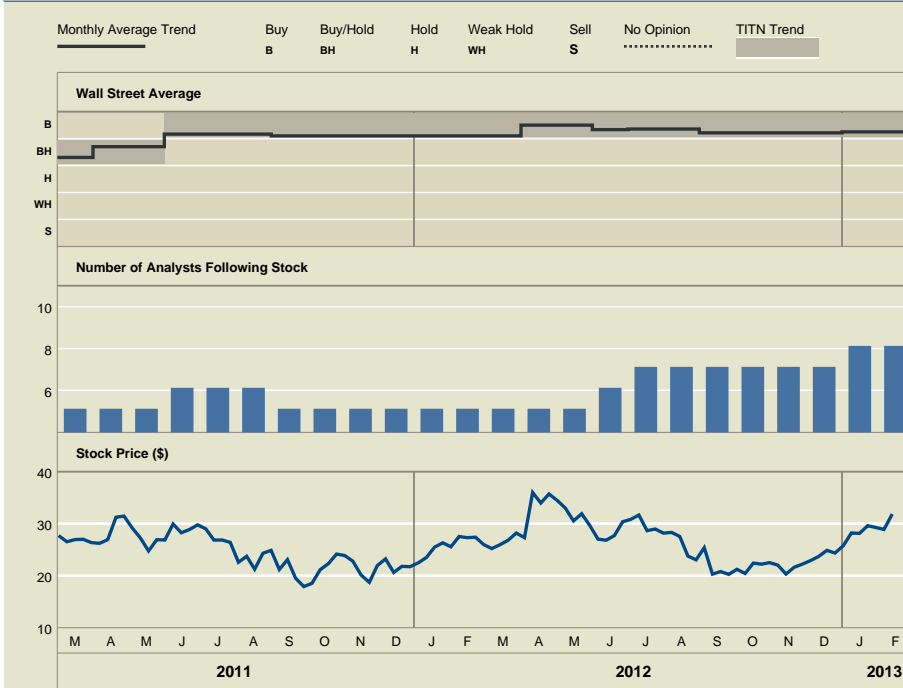 Monthly Average Trend Buy Buy/Hold Hold Weak Hold Sell No Opinion TITN Trend
B BH H WH S
Wall Street Average
B
BH
H
WH
S
Number of Analysts Following Stock
10
8
6
Stock Price ($)
40
30
20
10
M A M J J A S O N D J F M A M J J A S O N D J F
2011 2012 2013